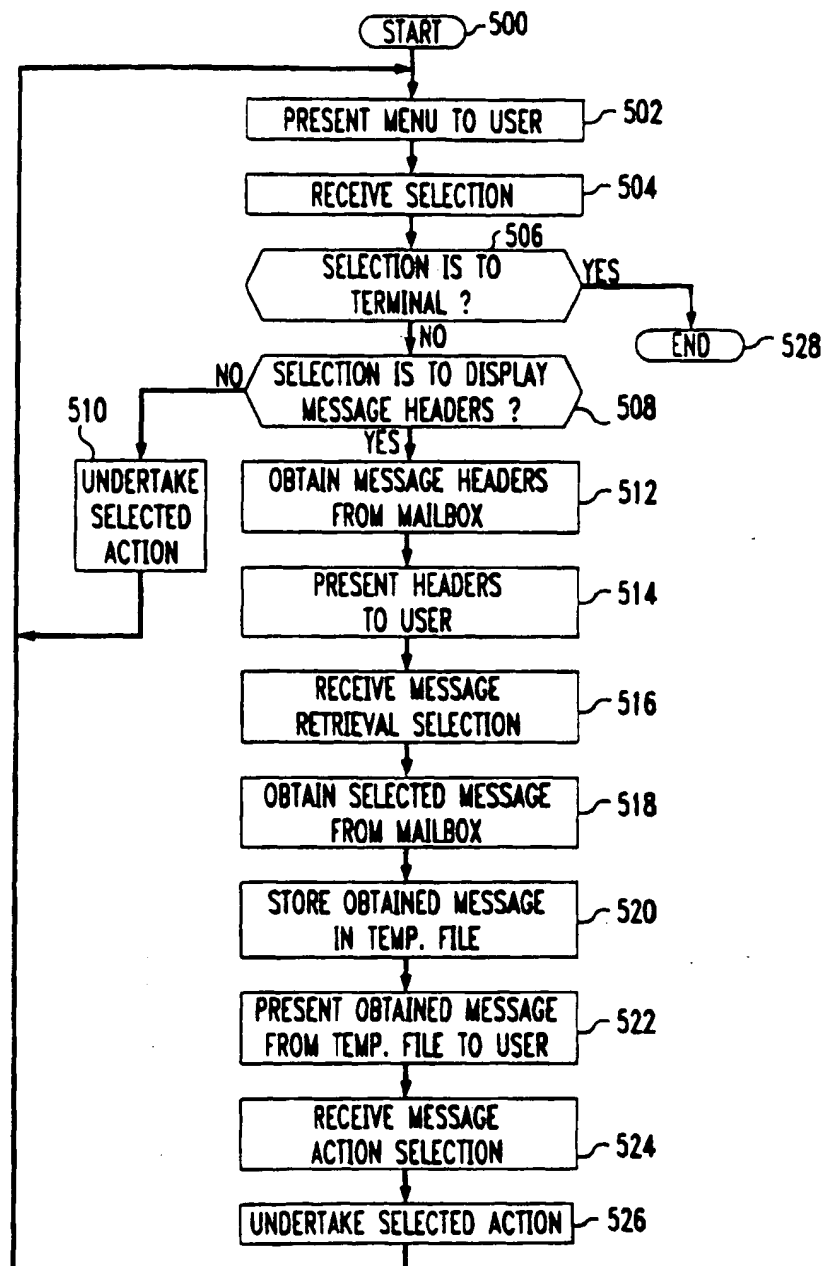 START
500
PRESENT MENU TO USER
502
RECEIVE SELECTION
504
506
SELECTION IS TO
TERMINAL ?
YES
NO
END
528
NO
SELECTION IS TO DISPLAY
MESSAGE HEADERS ?
508
510
YES
UNDERTAKE
SELECTED
ACTION
OBTAIN MESSAGE HEADERS
FROM MAILBOX
512
PRESENT HEADERS
TO USER
514
RECEIVE MESSAGE
RETRIEVAL SELECTION
516
OBTAIN SELECTED MESSAGE
FROM MAILBOX
518
STORE OBTAINED MESSAGE
IN TEMP. FILE
520
PRESENT OBTAINED MESSAGE
FROM TEMP. FILE TO USER
522
RECEIVE MESSAGE
ACTION SELECTION
524
UNDERTAKE SELECTED ACTION
526